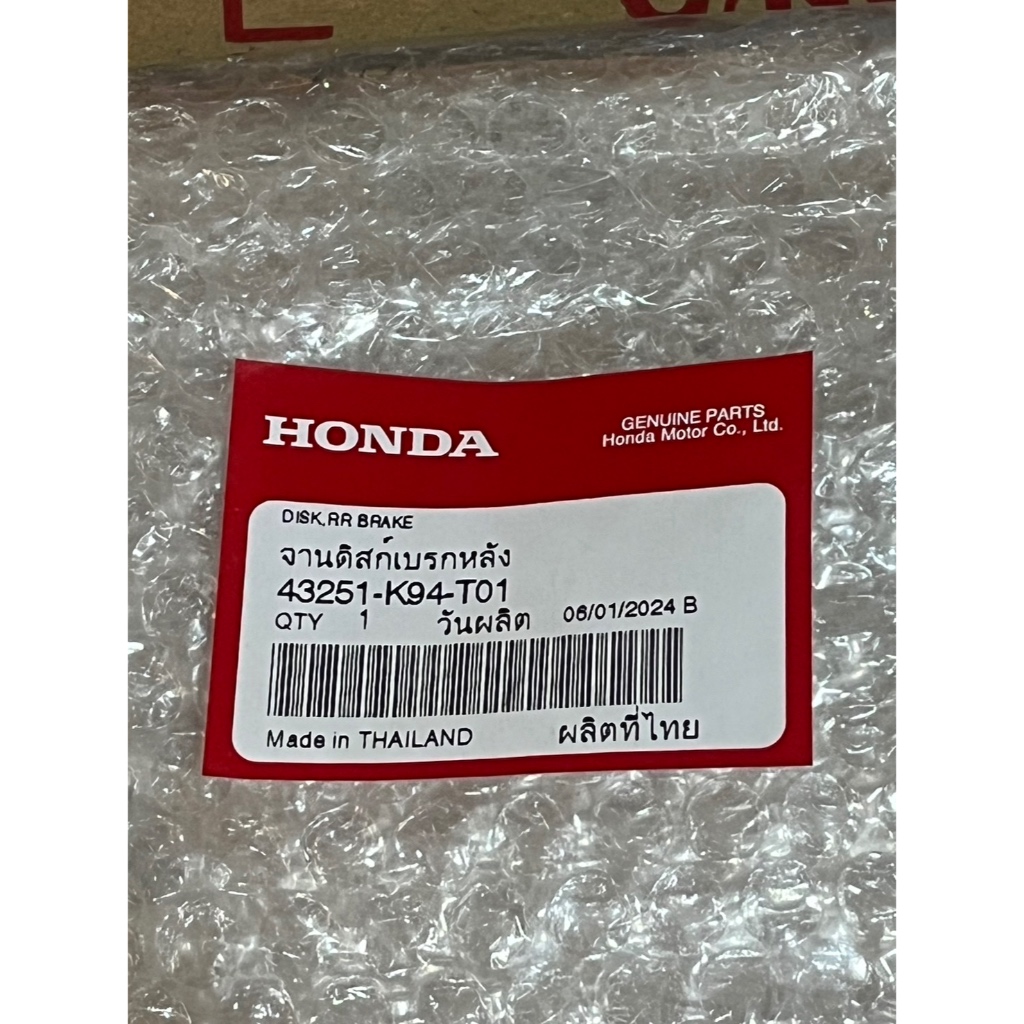 HONDA
GENUINE PARTS
Honda Motor Co., Ltd.
DISK,RR BRAKE
จานดิสก์เบรกหลัง
43251-K94-T01
QTY 1 วันผลิต 06/01/2024 B
Made in THAILAND ผลิตที่ไทย